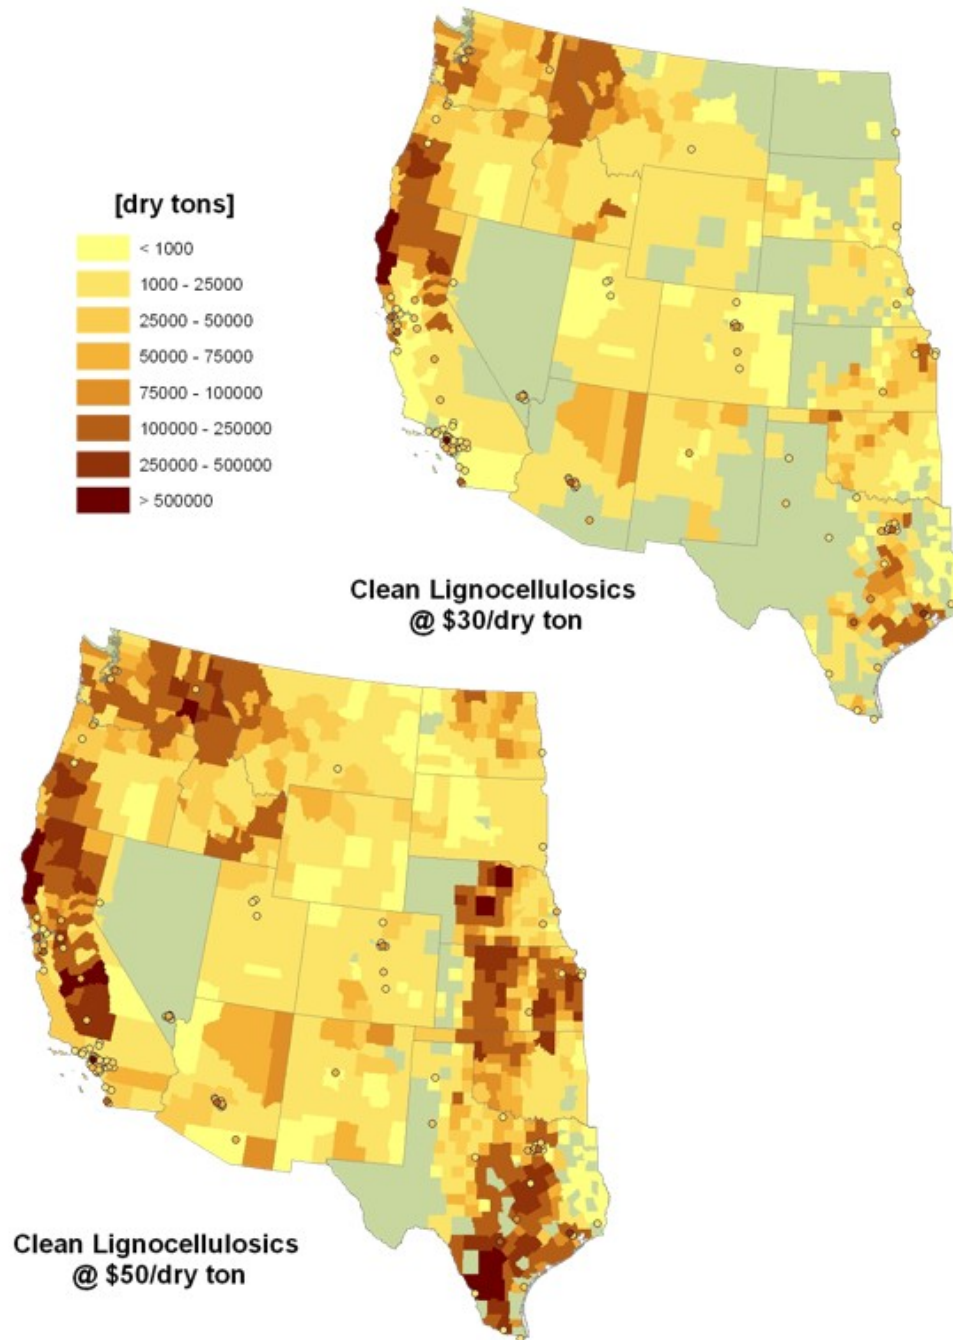 [dry tons]
< 1000
1000 - 25000
25000 - 50000
50000 - 75000
75000 - 100000
100000 - 250000
250000 - 500000
> 500000
Clean Lignocellulosics
@ $30/dry ton
Clean Lignocellulosics
@ $50/dry ton